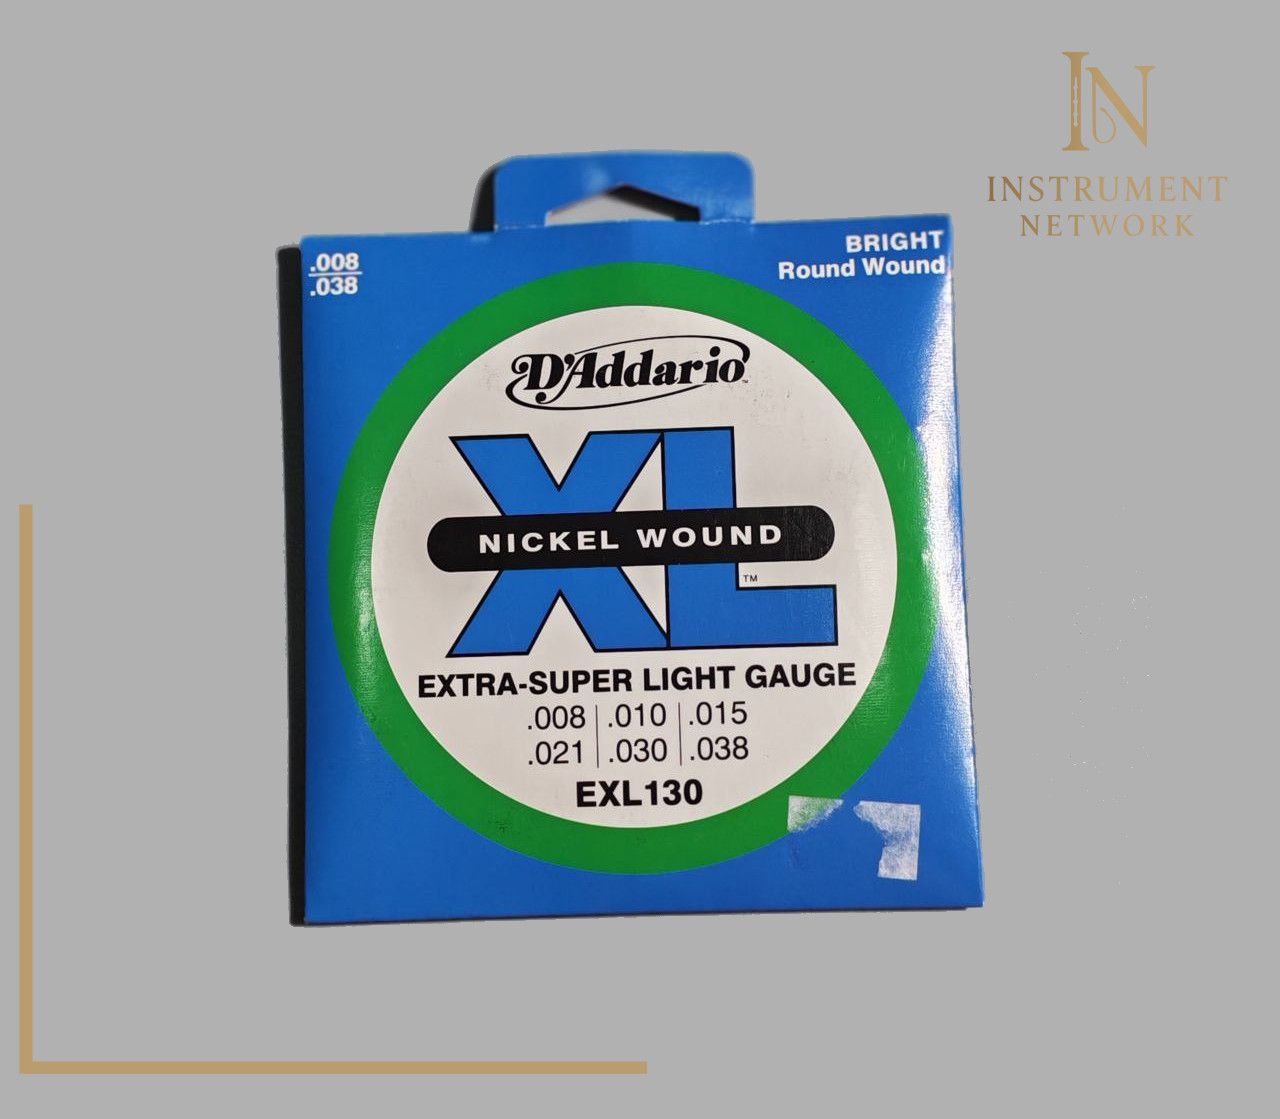 IN
INSTRUMENT
NETWORK
.008
.038
BRIGHT
Round Wound
D'Addario
XL
NICKEL WOUND
TM
EXTRA-SUPER LIGHT GAUGE
.008 | .010 | .015
.021 | .030 | .038
EXL130